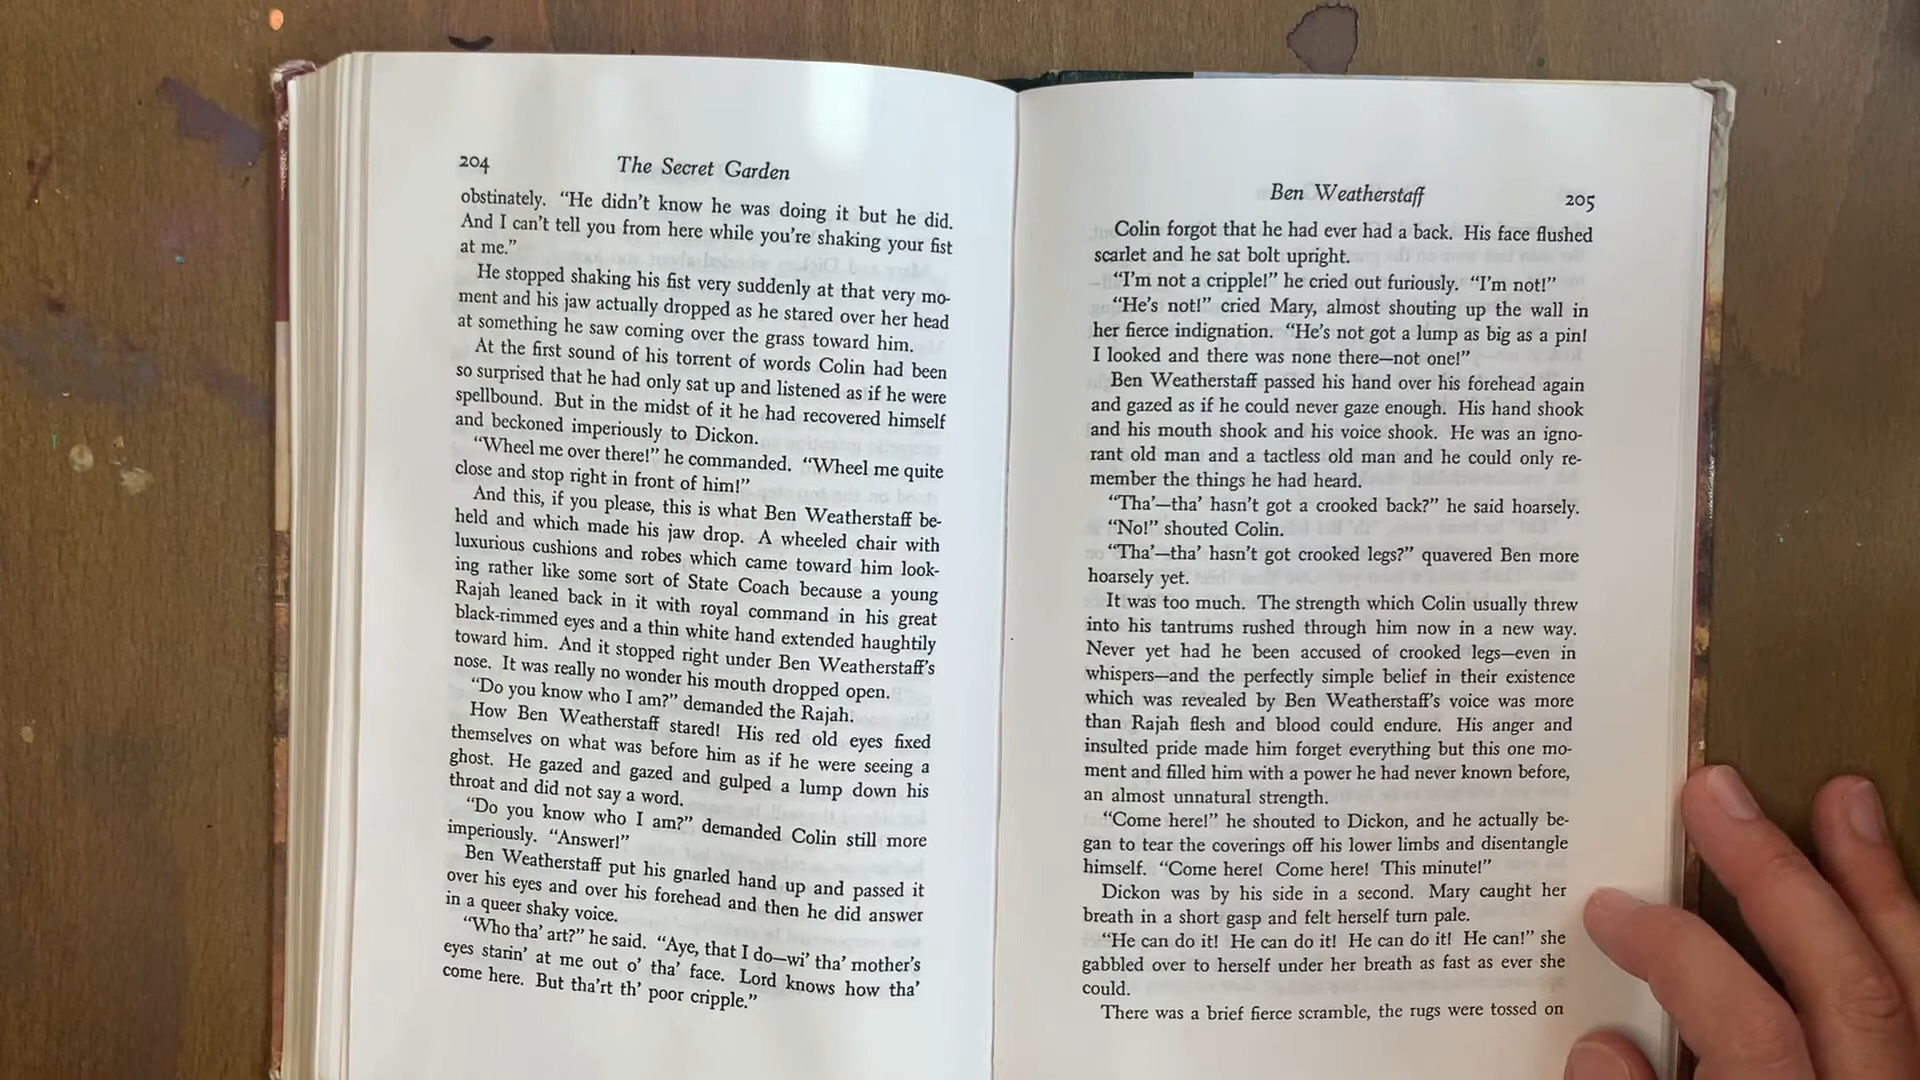 204
The Secret Garden
obstinately. “He didn’t know he was doing it but he did.
And I can’t tell you from here while you’re shaking your fist
at me.”
He stopped shaking his fist very suddenly at that very mo-
ment and his jaw actually dropped as he stared over her head
at something he saw coming over the grass toward him.
At the first sound of his torrent of words Colin had been
so surprised that he had only sat up and listened as if he were
spellbound. But in the midst of it he had recovered himself
and beckoned imperiously to Dickon.
“Wheel me over there!” he commanded. “Wheel me quite
close and stop right in front of him!”
And this, if you please, this is what Ben Weatherstaff be-
held and which made his jaw drop. A wheeled chair with
luxurious cushions and robes which came toward him look-
ing rather like some sort of State Coach because a young
Rajah leaned back in it with royal command in his great
black-rimmed eyes and a thin white hand extended haughtily
toward him. And it stopped right under Ben Weatherstaff’s
nose. It was really no wonder his mouth dropped open.
“Do you know who I am?” demanded the Rajah.
How Ben Weatherstaff stared! His red old eyes fixed
themselves on what was before him as if he were seeing a
ghost. He gazed and gazed and gulped a lump down his
throat and did not say a word.
“Do you know who I am?” demanded Colin still more
imperiously. “Answer!”
Ben Weatherstaff put his gnarled hand up and passed it
over his eyes and over his forehead and then he did answer
in a queer shaky voice.
“Who tha’ art?” he said. “Aye, that I do—wi’ tha’ mother’s
eyes starin’ at me out o’ tha’ face. Lord knows how tha’
come here. But tha’rt th’ poor cripple.”
Ben Weatherstaff
205
Colin forgot that he had ever had a back. His face flushed
scarlet and he sat bolt upright.
“I’m not a cripple!” he cried out furiously. “I’m not!”
“He’s not!” cried Mary, almost shouting up the wall in
her fierce indignation. “He’s not got a lump as big as a pin!
I looked and there was none there—not one!”
Ben Weatherstaff passed his hand over his forehead again
and gazed as if he could never gaze enough. His hand shook
and his mouth shook and his voice shook. He was an igno-
rant old man and a tactless old man and he could only re-
member the things he had heard.
“Tha’—tha’ hasn’t got a crooked back?” he said hoarsely.
“No!” shouted Colin.
“Tha’—tha’ hasn’t got crooked legs?” quavered Ben more
hoarsely yet.
It was too much. The strength which Colin usually threw
into his tantrums rushed through him now in a new way.
Never yet had he been accused of crooked legs—even in
whispers—and the perfectly simple belief in their existence
which was revealed by Ben Weatherstaff’s voice was more
than Rajah flesh and blood could endure. His anger and
insulted pride made him forget everything but this one mo-
ment and filled him with a power he had never known before,
an almost unnatural strength.
“Come here!” he shouted to Dickon, and he actually be-
gan to tear the coverings off his lower limbs and disentangle
himself. “Come here! Come here! This minute!”
Dickon was by his side in a second. Mary caught her
breath in a short gasp and felt herself turn pale.
“He can do it! He can do it! He can do it! He can!” she
gabbled over to herself under her breath as fast as ever she
could.
There was a brief fierce scramble, the rugs were tossed on